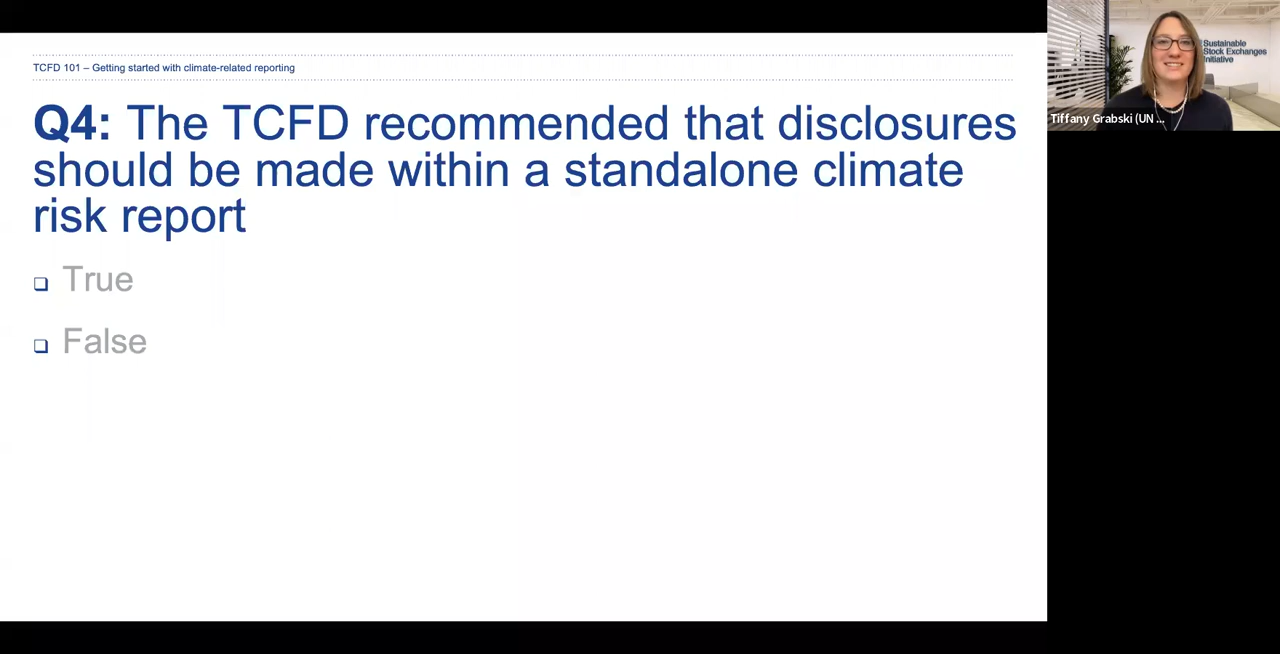 TCFD 101 – Getting started with climate-related reporting
Q4: The TCFD recommended that disclosures
should be made within a standalone climate
risk report
True
False
Sustainable
Stock Exchanges
Initiative
Tiffany Grabski (UN ...